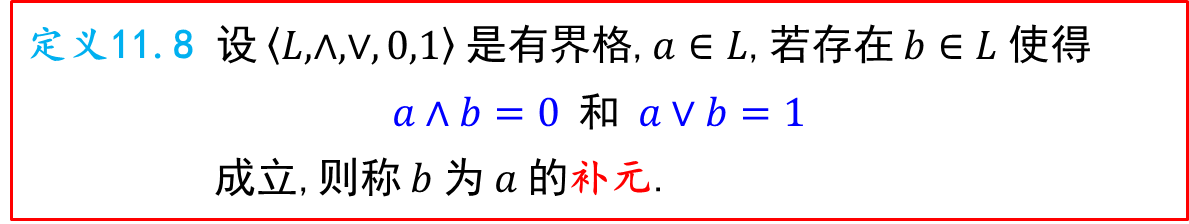 定义11.8 设 ⟨L,∧,∨,0,1⟩ 是有界格, a ∈ L, 若存在 b ∈ L 使得
a ∧ b = 0 和 a ∨ b = 1
成立, 则称 b 为 a 的补元.